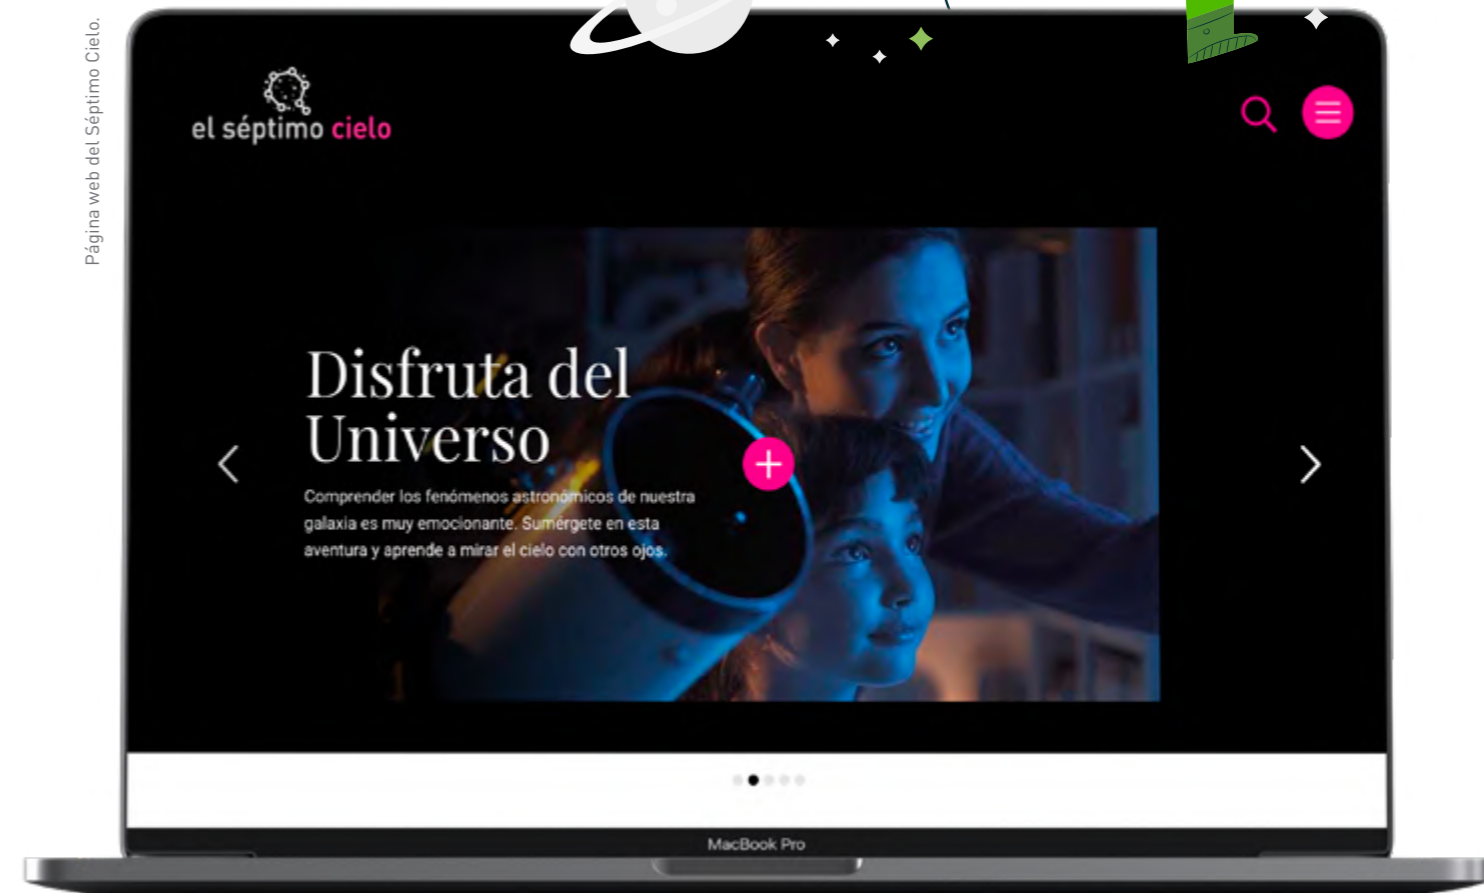 Página web del Séptimo Cielo.
el séptimo cielo
Disfruta del
Universo
Comprender los fenómenos astronómicos de nuestra
galaxia es muy emocionante. Sumérgete en esta
aventura y aprende a mirar el cielo con otros ojos.
MacBook Pro